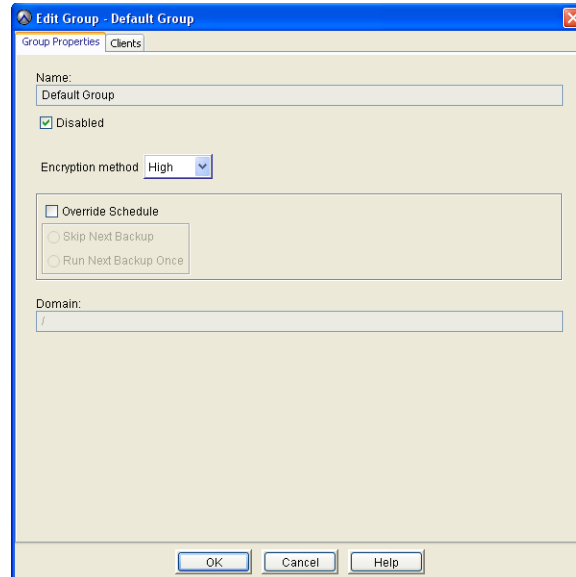 Edit Group - Default Group
Group Properties Clients
Name:
Default Group
Disabled
Encryption method High
Override Schedule
Skip Next Backup
Run Next Backup Once
Domain:
/
OK Cancel Help